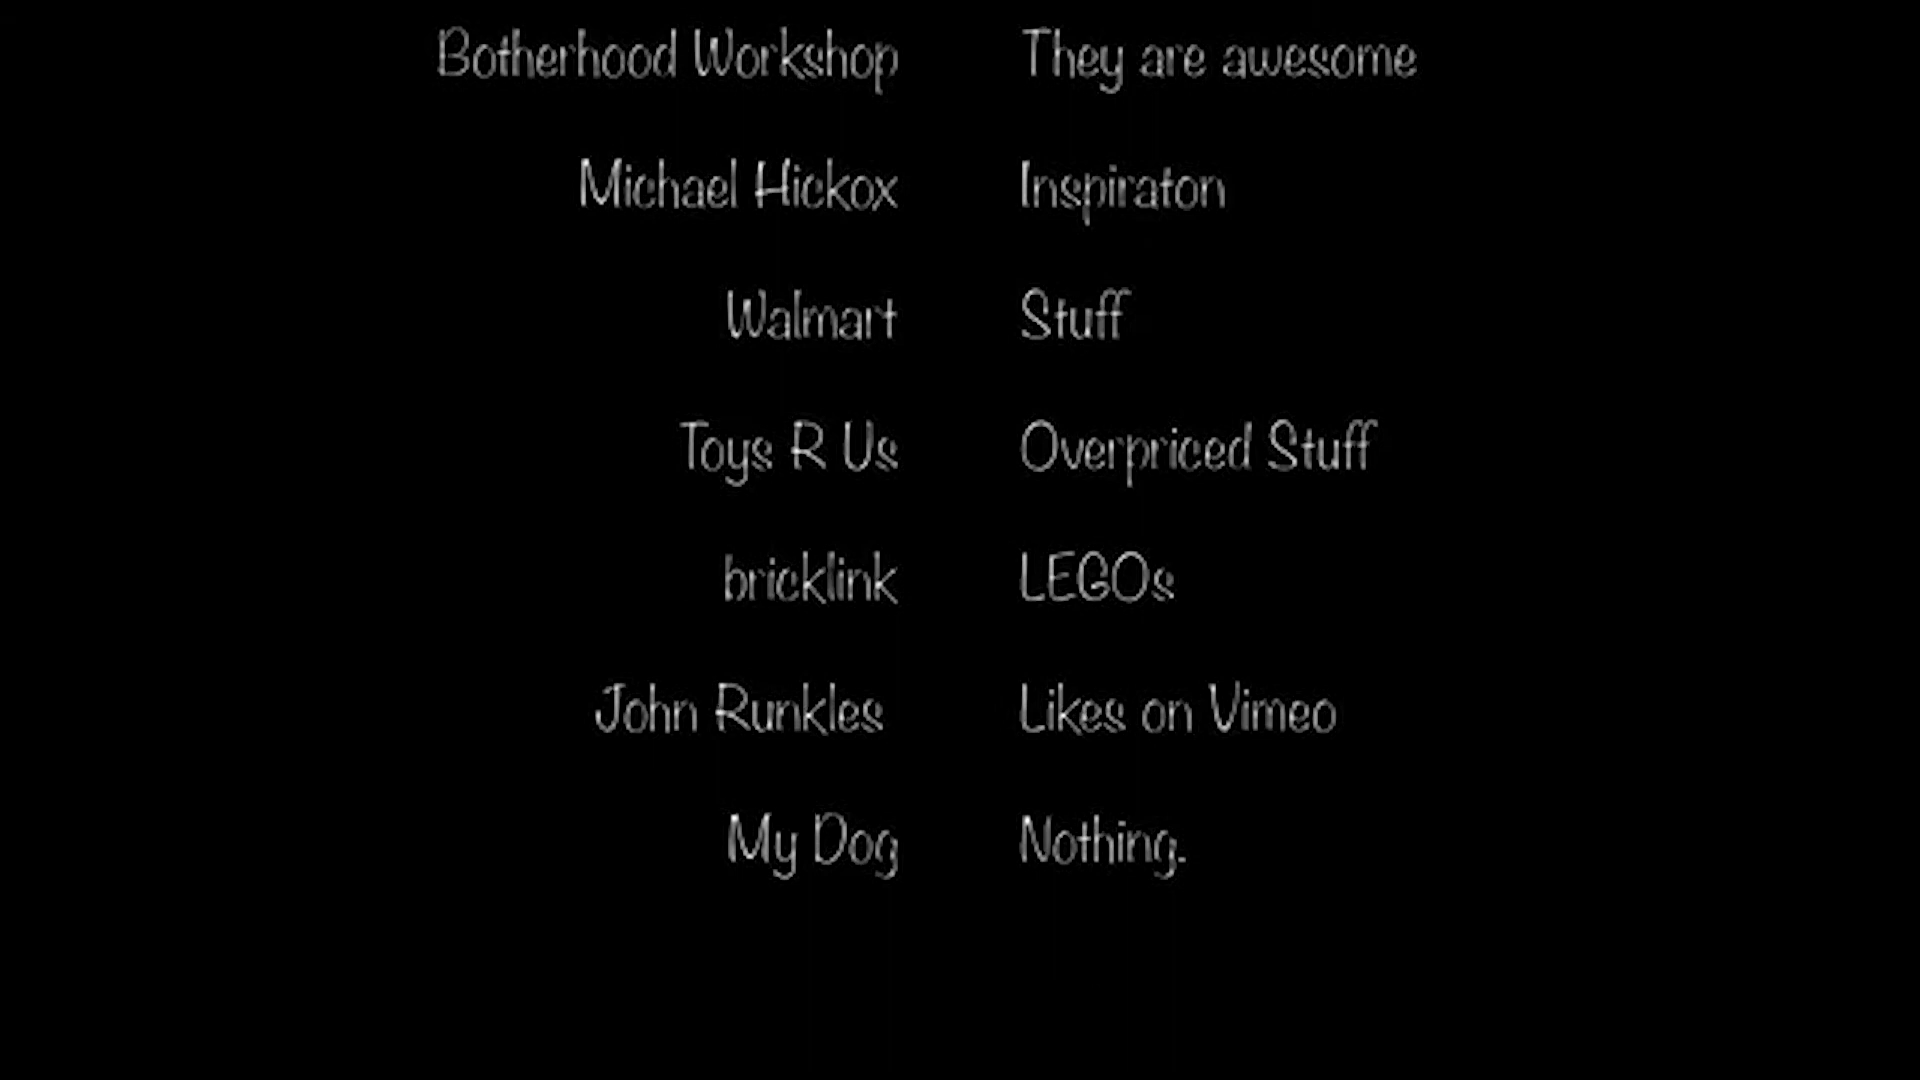 Botherhood Workshop They are awesome
Michael Hickox Inspiraton
Walmart Stuff
Toys R Us Overpriced Stuff
bricklink LEGOs
John Runkles Likes on Vimeo
My Dog Nothing.